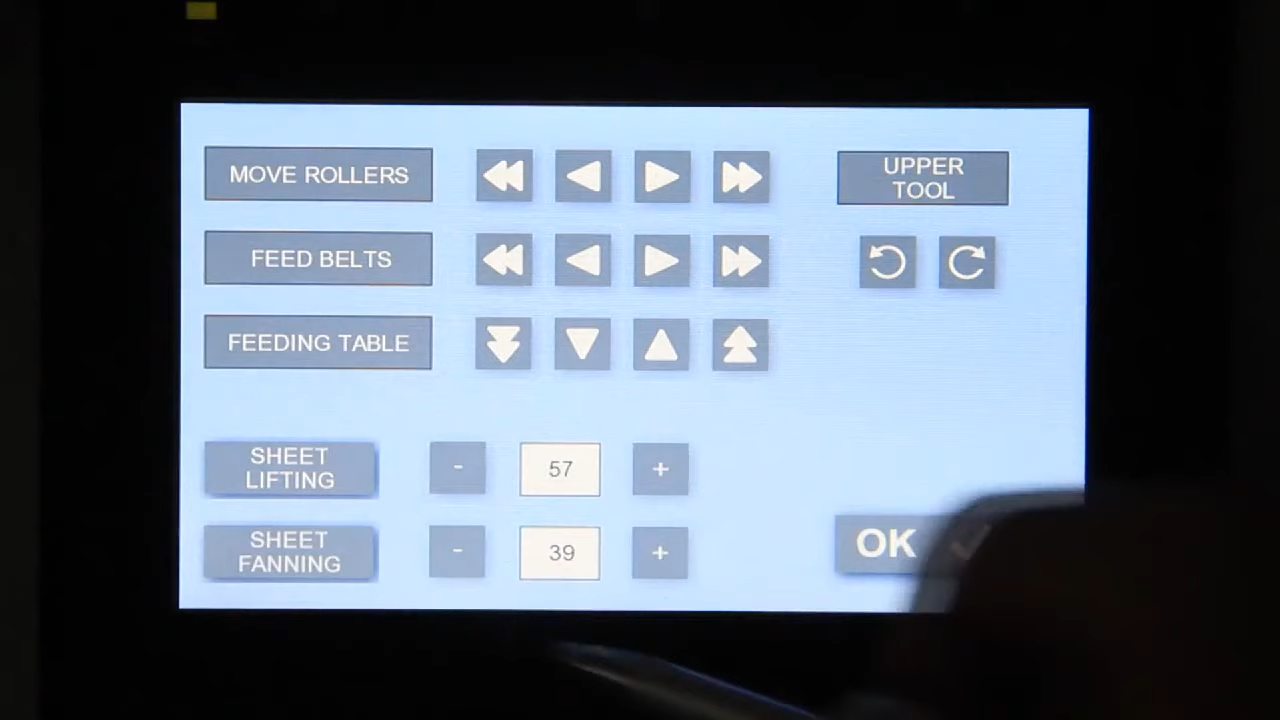 MOVE ROLLERS
UPPER
TOOL
FEED BELTS
FEEDING TABLE
SHEET
LIFTING
- 57 +
SHEET
FANNING
- 39 +
OK